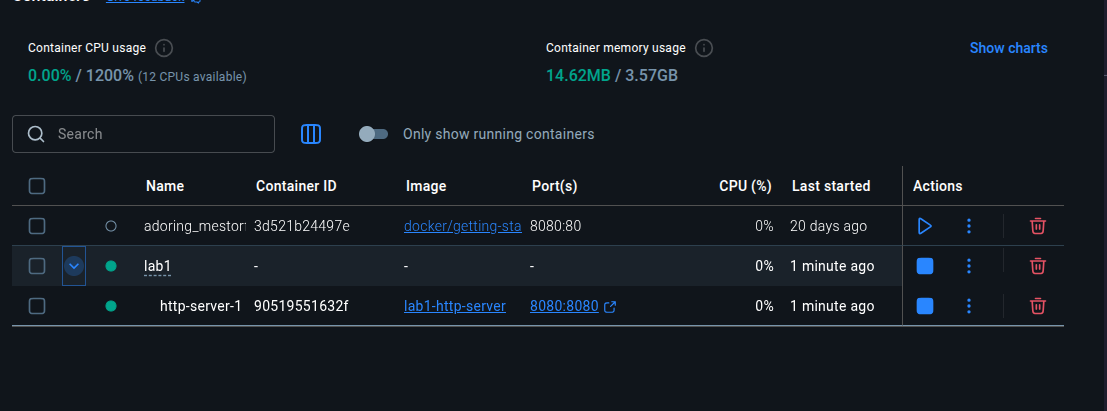 Container CPU usage
0.00% / 1200% (12 CPUs available)
Container memory usage
14.62MB / 3.57GB
Show charts
Search
Only show running containers
Name Container ID Image Port(s) CPU (%) Last started Actions
adoring_mestor 3d521b24497e docker/getting-sta 8080:80 0% 20 days ago
lab1 - - - 0% 1 minute ago
http-server-1 90519551632f lab1-http-server 8080:8080 0% 1 minute ago